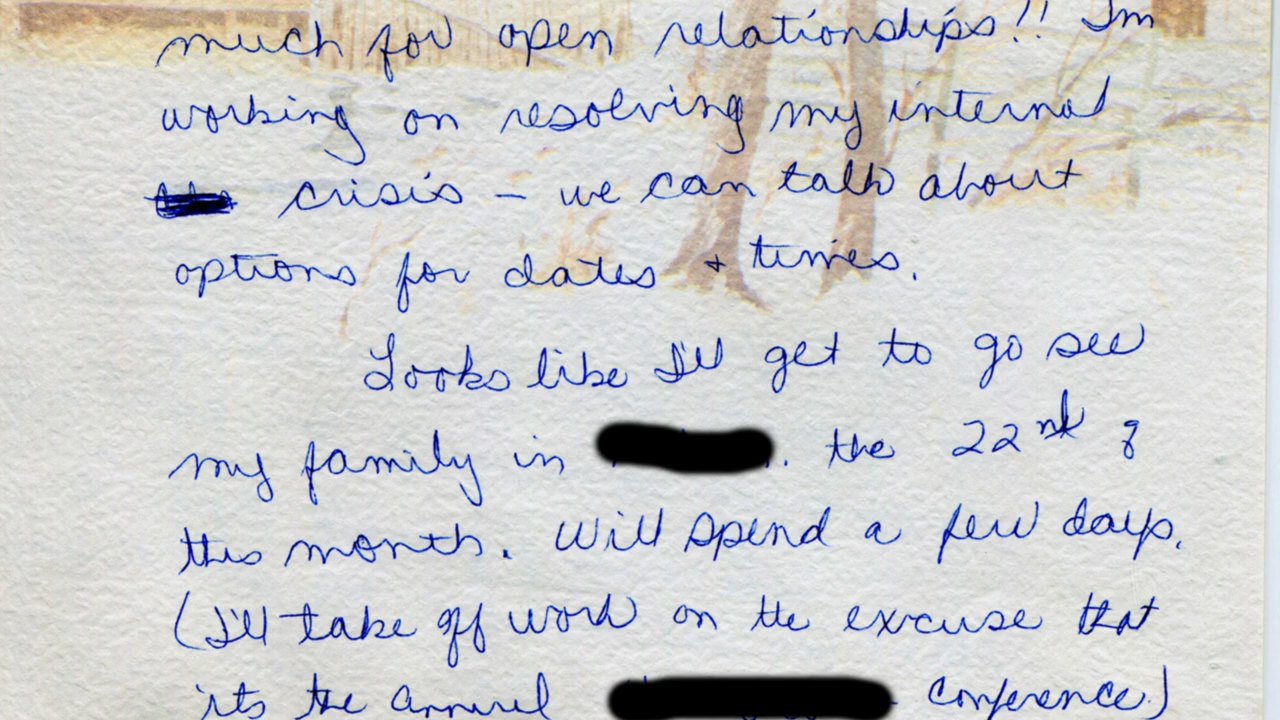 much for open relationships!! I'm
working on resolving my internal
crisis – we can talk about
options for dates + times.
Looks like I'll get to go see
my family in . the 22nd of
this month. Will spend a few days.
(I'll take off work on the excuse that
its the annual conference.)